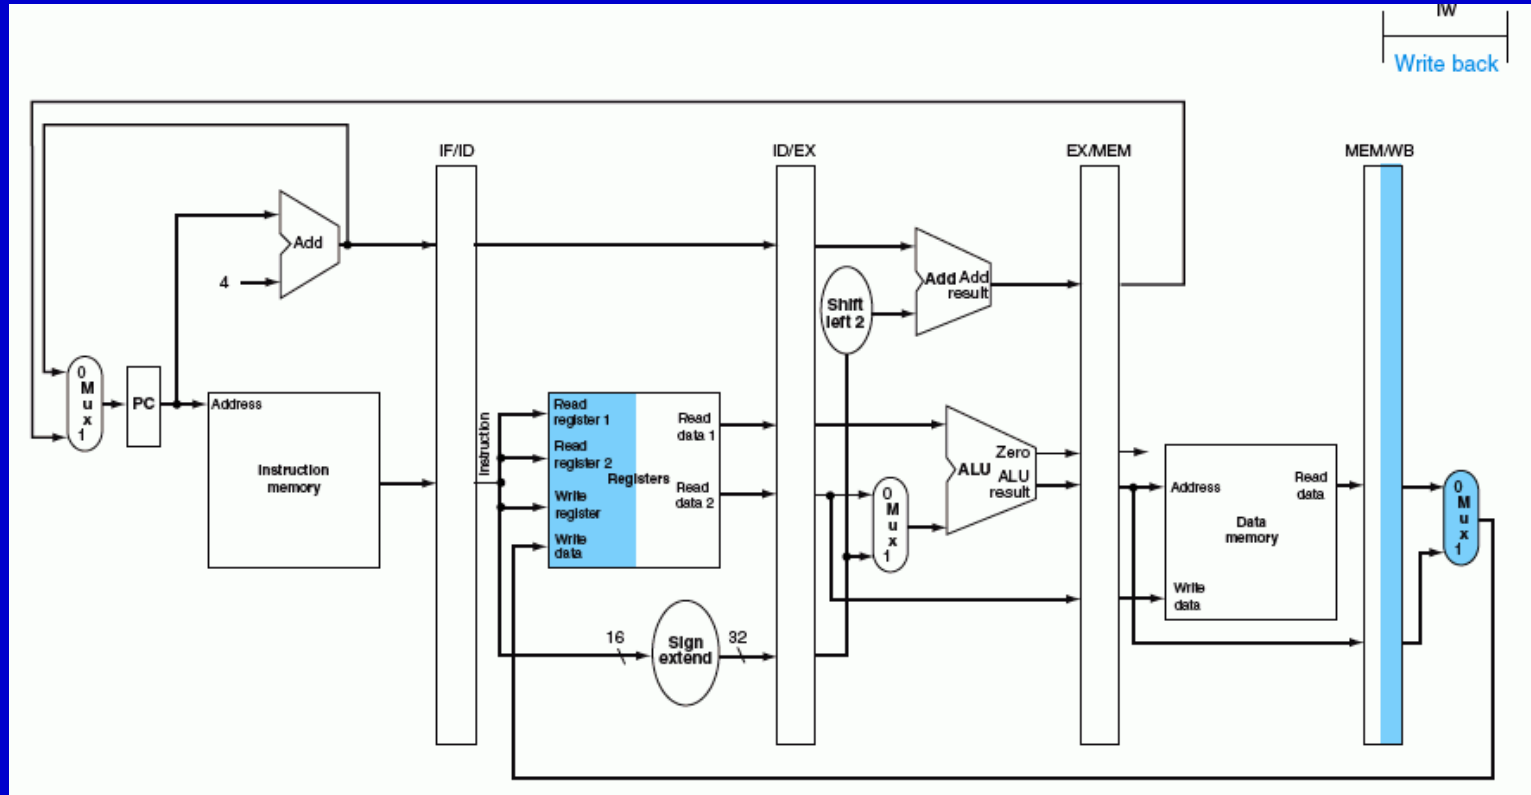 lw
Write back
IF/ID
ID/EX
EX/MEM
MEM/WB
Add
4
Add Add
result
Shift
left 2
0
M
u
x
1
PC
Address
Instruction
memory
Instruction
Read
register 1
Read
register 2
Write
register
Write
data
Registers
Read
data 1
Read
data 2
16
Sign
extend
32
0
M
u
x
1
Zero
ALU
ALU
result
Address
Read
data
Data
memory
Write
data
0
M
u
x
1